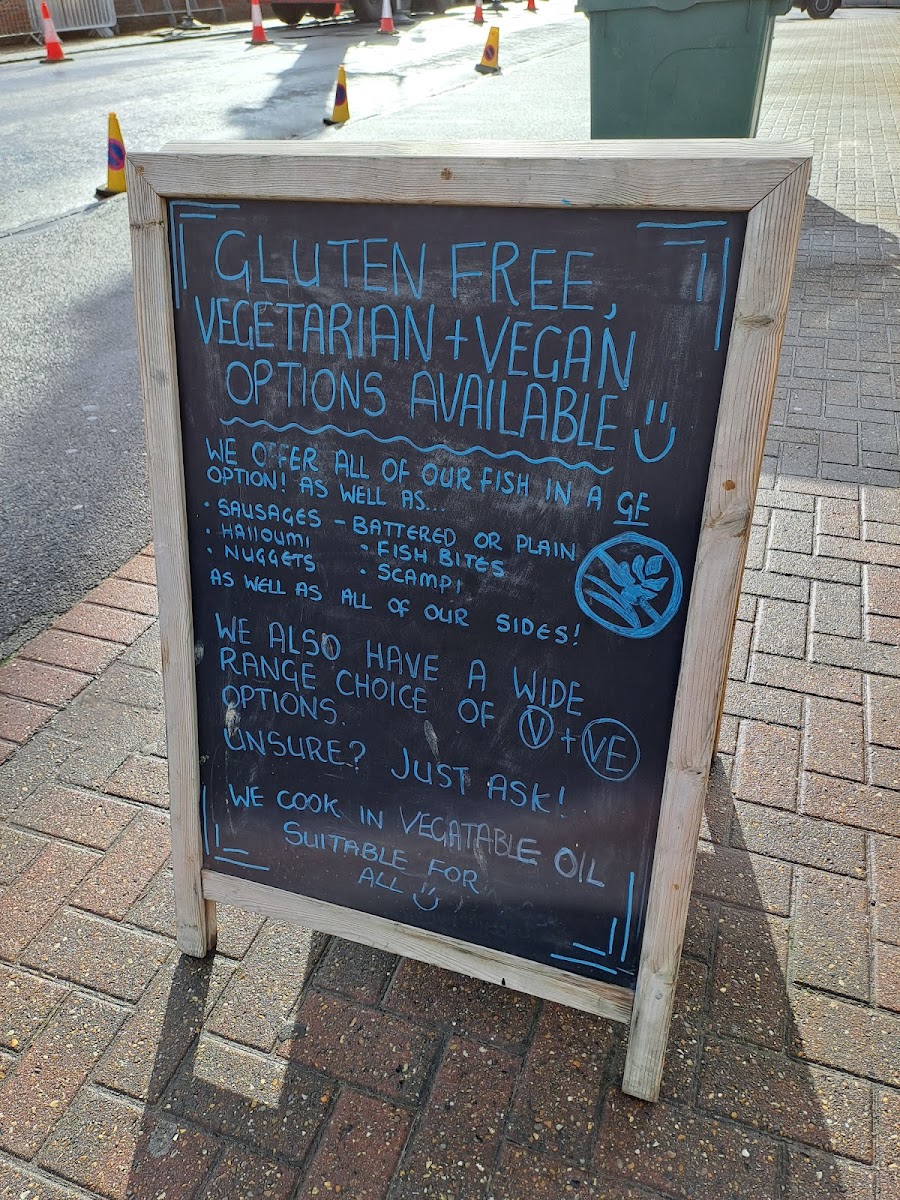 GLUTEN FREE,
VEGETARIAN + VEGAN
OPTIONS AVAILABLE
WE OFFER ALL OF OUR FISH IN A GF
OPTION! AS WELL AS...
• SAUSAGES - BATTERED OR PLAIN
• HAllOUMI • FISH BITES
• NUGGETS • SCAMPI
AS WELL AS ALL OF OUR SIDES!
WE ALSO HAVE A WIDE
RANGE CHOICE OF V + VE
OPTIONS.
UNSURE? JUST ASK!
WE COOK IN VEGATABLE OIL
SUITABLE FOR
ALL